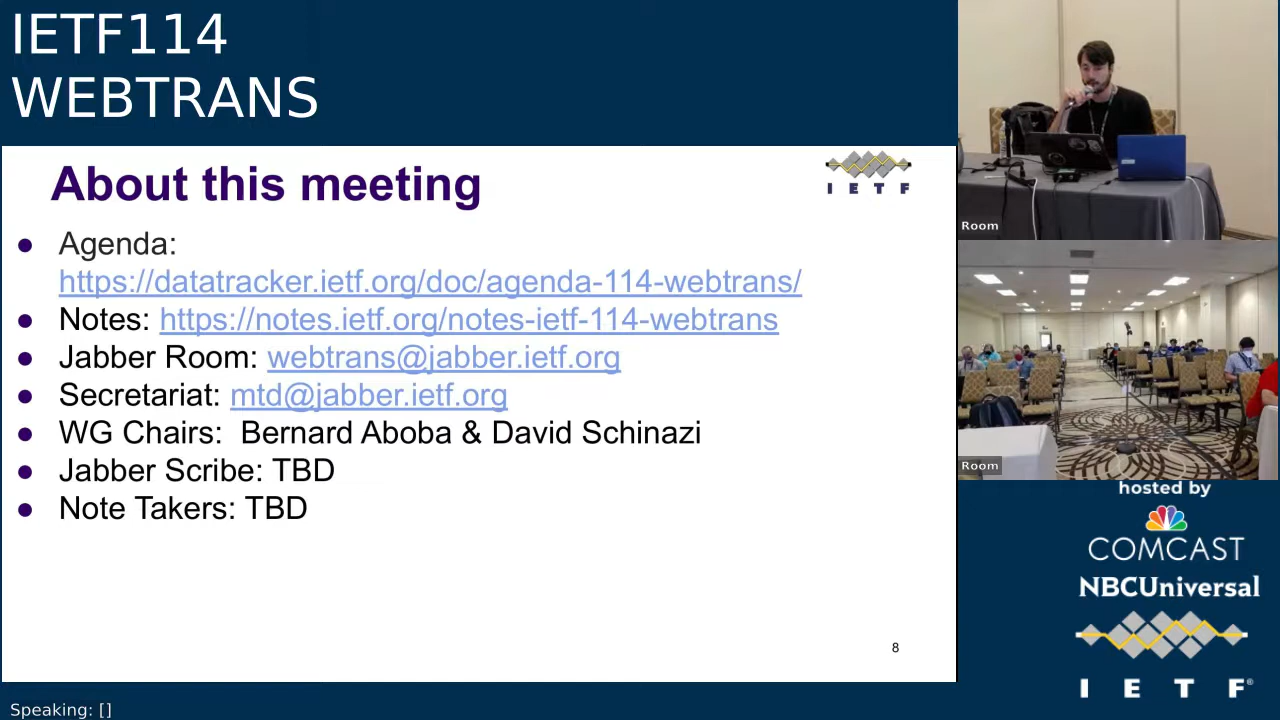 IETF114
WEBTRANS
About this meeting
I E T F
● Agenda:
https://datatracker.ietf.org/doc/agenda-114-webtrans/
● Notes: https://notes.ietf.org/notes-ietf-114-webtrans
● Jabber Room: webtrans@jabber.ietf.org
● Secretariat: mtd@jabber.ietf.org
● WG Chairs:  Bernard Aboba & David Schinazi
● Jabber Scribe: TBD
● Note Takers: TBD
8
Speaking: []
Room
Room
hosted by
COMCAST
NBCUniversal
I E T F®